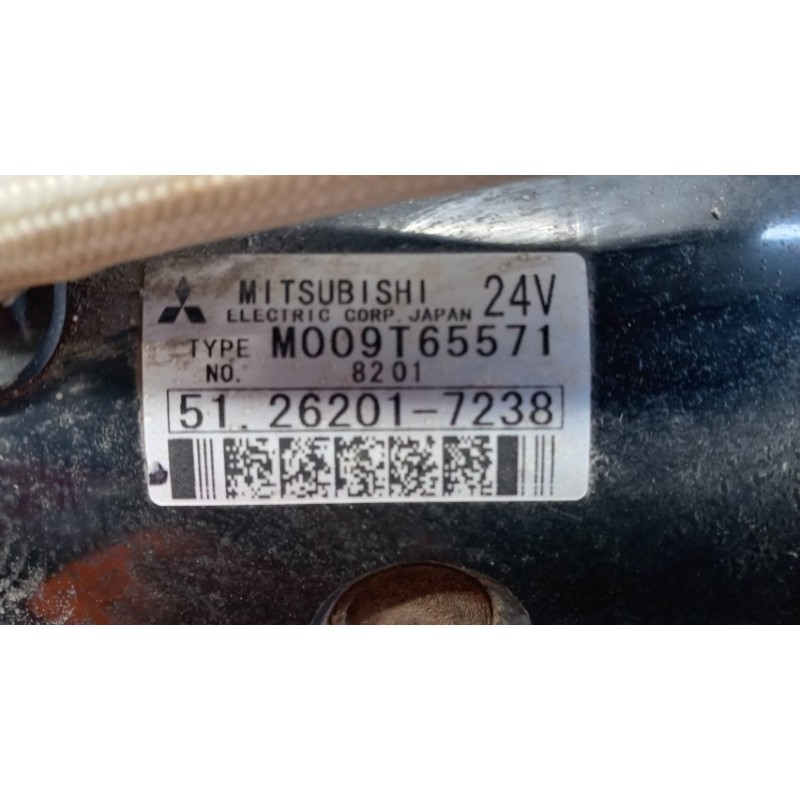 MITSUBISHI 24V
ELECTRIC CORP. JAPAN
TYPE M009T65571
NO. 8201
51. 26201-7238